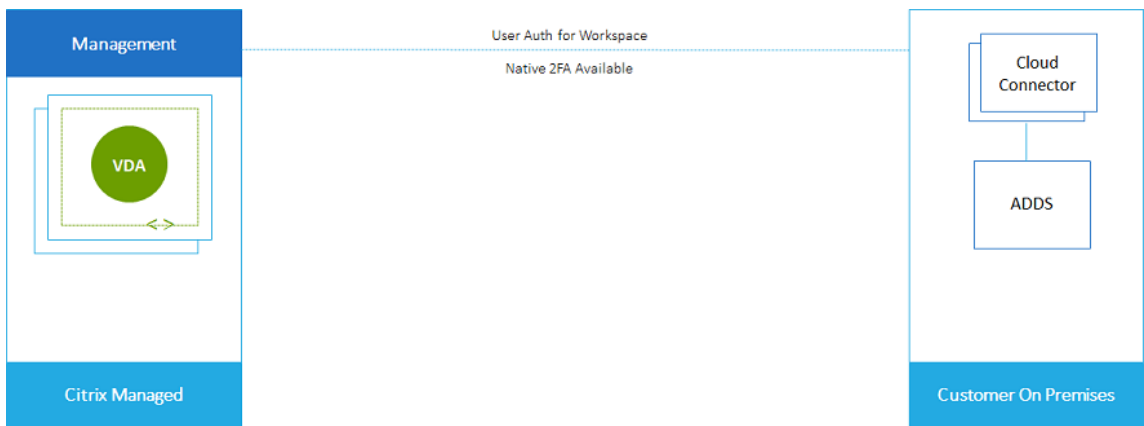 Management
User Auth for Workspace
Native 2FA Available
Cloud
Connector
VDA
ADDS
<>
Citrix Managed
Customer On Premises